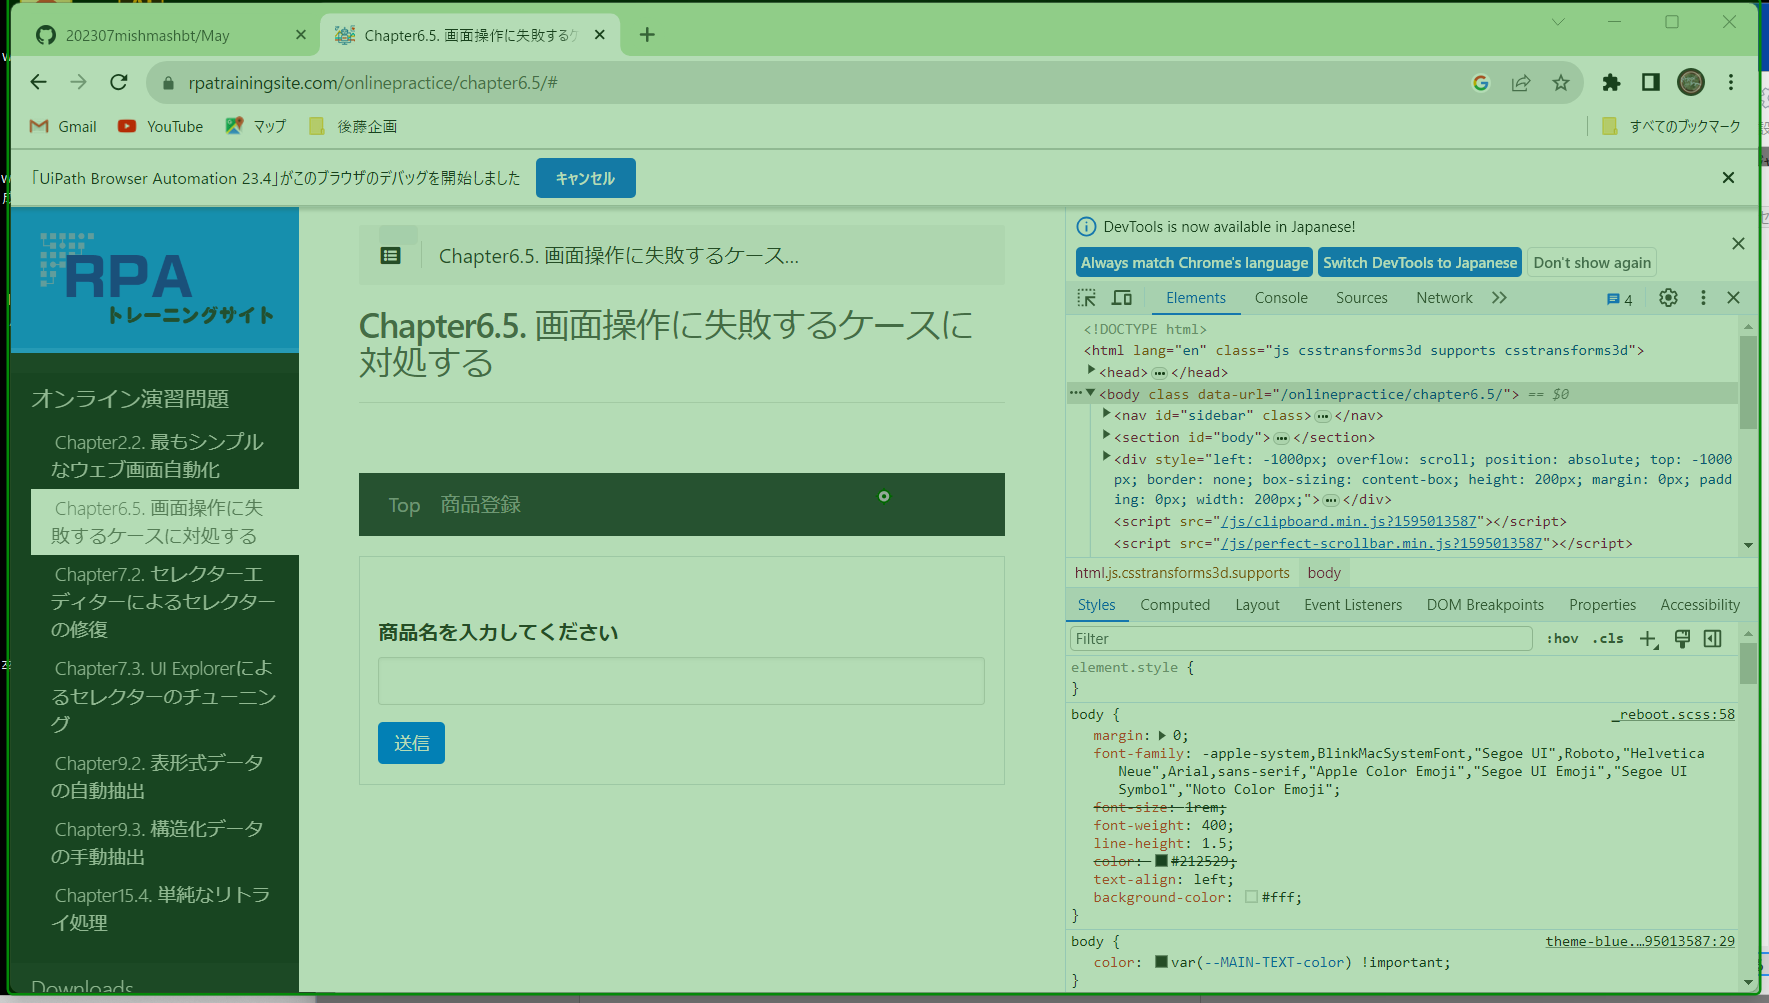 202307mishmashbt/May
Chapter6.5. 画面操作に失敗するケ
rpatrainingsite.com/onlinepractice/chapter6.5/#
Gmail
YouTube
マップ
後藤企画
すべてのブックマーク
「UiPath Browser Automation 23.4」がこのブラウザのデバッグを開始しました
キャンセル
RPA
トレーニングサイト
オンライン演習問題
Chapter2.2. 最もシンプル
なウェブ画面自動化
Chapter6.5. 画面操作に失
敗するケースに対処する
Chapter7.2. セレクターエ
ディターによるセレクター
の修復
Chapter7.3. UI Explorerによ
るセレクターのチューニン
グ
Chapter9.2. 表形式データ
の自動抽出
Chapter9.3. 構造化データ
の手動抽出
Chapter15.4. 単純なリトラ
イ処理
Downloads
Chapter6.5. 画面操作に失敗するケース...
Chapter6.5. 画面操作に失敗するケースに
対処する
Top 商品登録
商品名を入力してください
送信
DevTools is now available in Japanese!
Always match Chrome's language
Switch DevTools to Japanese
Don't show again
Elements
Console
Sources
Network
4
<!DOCTYPE html>
<html lang="en" class="js csstransforms3d supports csstransforms3d">
<head> … </head>
<body class data-url="/onlinepractice/chapter6.5/"> == $0
<nav id="sidebar" class> … </nav>
<section id="body"> … </section>
<div style="left: -1000px; overflow: scroll; position: absolute; top: -1000
px; border: none; box-sizing: content-box; height: 200px; margin: 0px; padd
ing: 0px; width: 200px;"> … </div>
<script src="/js/clipboard.min.js?1595013587"></script>
<script src="/js/perfect-scrollbar.min.js?1595013587"></script>
html.js.csstransforms3d.supports
body
Styles
Computed
Layout
Event Listeners
DOM Breakpoints
Properties
Accessibility
Filter
:hov
.cls
element.style {
}
body {
_reboot.scss:58
margin: 0;
font-family: -apple-system,BlinkMacSystemFont,"Segoe UI",Roboto,"Helvetica
Neue",Arial,sans-serif,"Apple Color Emoji","Segoe UI Emoji","Segoe UI
Symbol","Noto Color Emoji";
font-size: 1rem;
font-weight: 400;
line-height: 1.5;
color: #212529;
text-align: left;
background-color: #fff;
}
body {
theme-blue.…95013587:29
color: var(--MAIN-TEXT-color) !important;
}